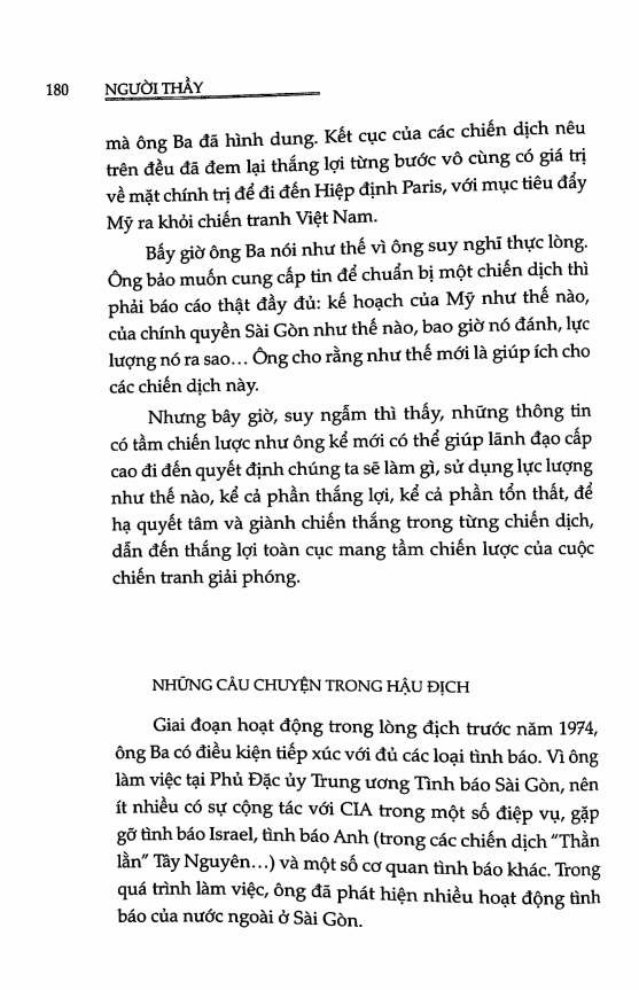 180 NGƯỜI THẦY
mà ông Ba đã hình dung. Kết cục của các chiến dịch nêu
trên đều đã đem lại thắng lợi từng bước vô cùng có giá trị
về mặt chính trị để đi đến Hiệp định Paris, với mục tiêu đẩy
Mỹ ra khỏi chiến tranh Việt Nam.
Bấy giờ ông Ba nói như thế vì ông suy nghĩ thực lòng.
Ông bảo muốn cung cấp tin để chuẩn bị một chiến dịch thì
phải báo cáo thật đầy đủ: kế hoạch của Mỹ như thế nào,
của chính quyền Sài Gòn như thế nào, bao giờ nó đánh, lực
lượng nó ra sao... Ông cho rằng như thế mới là giúp ích cho
các chiến dịch này.
Nhưng bây giờ, suy ngẫm thì thấy, những thông tin
có tầm chiến lược như ông kể mới có thể giúp lãnh đạo cấp
cao đi đến quyết định chúng ta sẽ làm gì, sử dụng lực lượng
như thế nào, kể cả phần thắng lợi, kể cả phần tổn thất, để
hạ quyết tâm và giành chiến thắng trong từng chiến dịch,
dẫn đến thắng lợi toàn cục mang tầm chiến lược của cuộc
chiến tranh giải phóng.
NHỮNG CÂU CHUYỆN TRONG HẬU ĐỊCH
Giai đoạn hoạt động trong lòng địch trước năm 1974,
ông Ba có điều kiện tiếp xúc với đủ các loại tình báo. Vì ông
làm việc tại Phủ Đặc ủy Trung ương Tình báo Sài Gòn, nên
ít nhiều có sự cộng tác với CIA trong một số điệp vụ, gặp
gỡ tình báo Israel, tình báo Anh (trong các chiến dịch "Thằn
lằn" Tây Nguyên...) và một số cơ quan tình báo khác. Trong
quá trình làm việc, ông đã phát hiện nhiều hoạt động tình
báo của nước ngoài ở Sài Gòn.